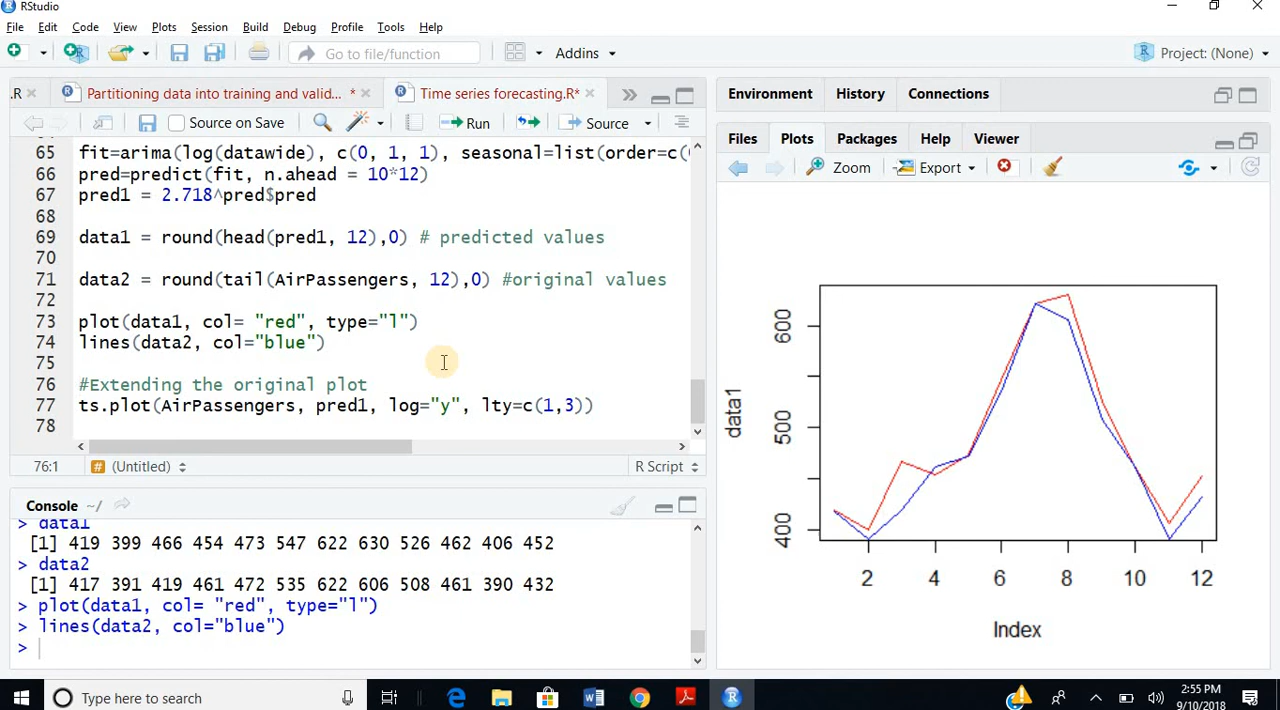 RStudio
File Edit Code View Plots Session Build Debug Profile Tools Help
Go to file/function Addins Project: (None)
.R Partitioning data into training and valid... * Time series forecasting.R*
Source on Save Run Source
65 fit=arima(log(datawide), c(0, 1, 1), seasonal=list(order=c(
66 pred=predict(fit, n.ahead = 10*12)
67 pred1 = 2.718^pred$pred
68
69 data1 = round(head(pred1, 12),0) # predicted values
70
71 data2 = round(tail(AirPassengers, 12),0) #original values
72
73 plot(data1, col= "red", type="l")
74 lines(data2, col="blue")
75
76 #Extending the original plot
77 ts.plot(AirPassengers, pred1, log="y", lty=c(1,3))
78
76:1 # (Untitled) R Script
Console ~/
> data1
[1] 419 399 466 454 473 547 622 630 526 462 406 452
> data2
[1] 417 391 419 461 472 535 622 606 508 461 390 432
> plot(data1, col= "red", type="l")
> lines(data2, col="blue")
>
Environment History Connections
Files Plots Packages Help Viewer
Zoom Export
data1
600
500
400
2 4 6 8 10 12
Index
Type here to search
2:55 PM
9/10/2018